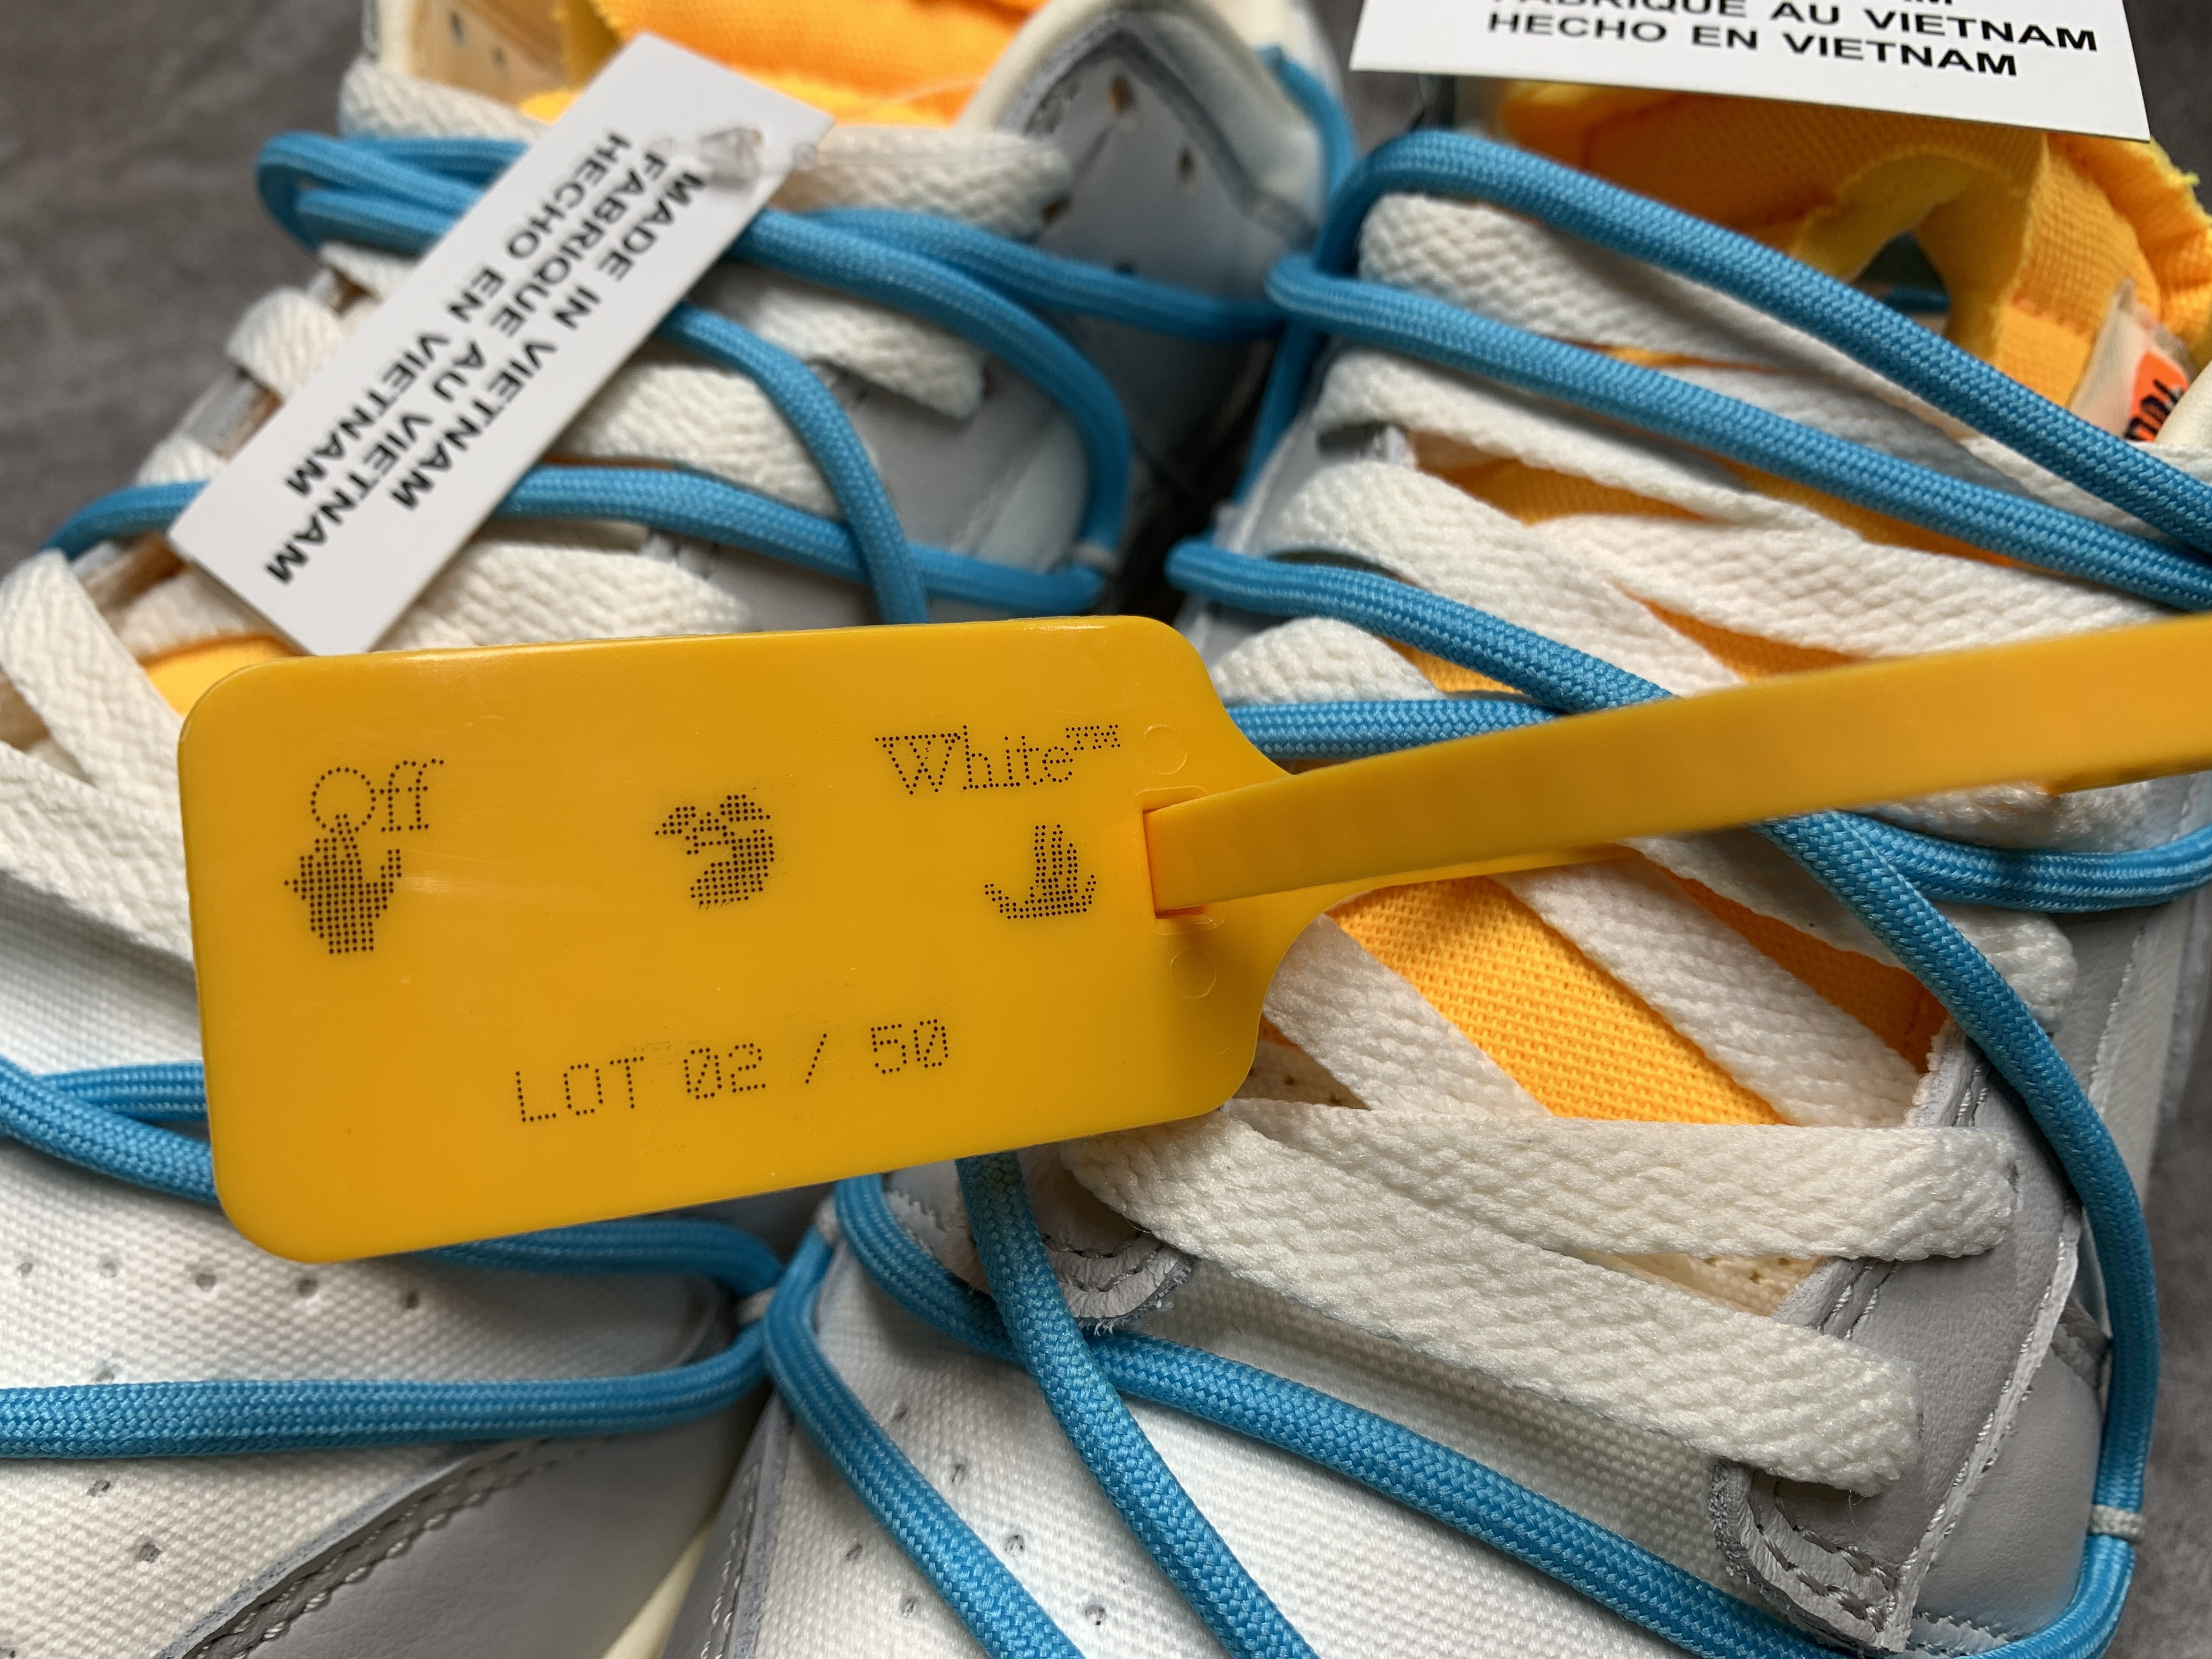 FABRIQUE AU VIETNAM
HECHO EN VIETNAM
MADE IN VIETNAM
FABRIQUE AU VIETNAM
HECHO EN VIETNAM
Off White™
LOT 02 / 50